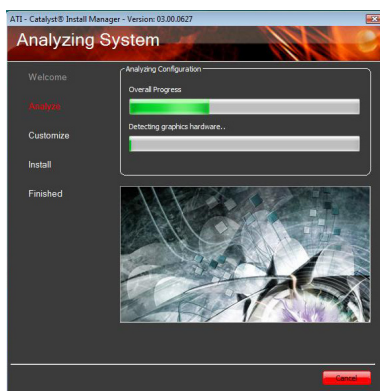 ATI - Catalyst® Install Manager - Version: 03.00.0627
Analyzing System
Welcome
Analyze
Customize
Install
Finished
Analyzing Configuration
Overall Progress
Detecting graphics hardware..
Cancel